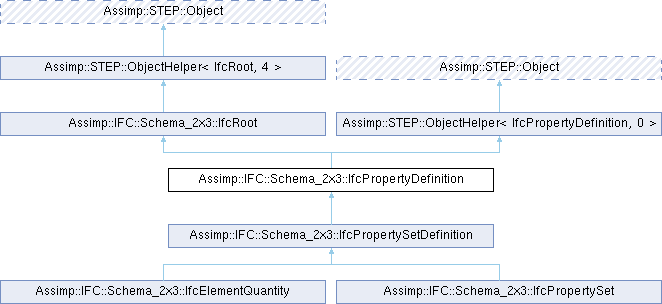 Assimp::STEP::Object
Assimp::STEP::ObjectHelper< IfcRoot, 4 >
Assimp::STEP::Object
Assimp::IFC::Schema_2x3::IfcRoot
Assimp::STEP::ObjectHelper< IfcPropertyDefinition, 0 >
Assimp::IFC::Schema_2x3::IfcPropertyDefinition
Assimp::IFC::Schema_2x3::IfcPropertySetDefinition
Assimp::IFC::Schema_2x3::IfcElementQuantity
Assimp::IFC::Schema_2x3::IfcPropertySet